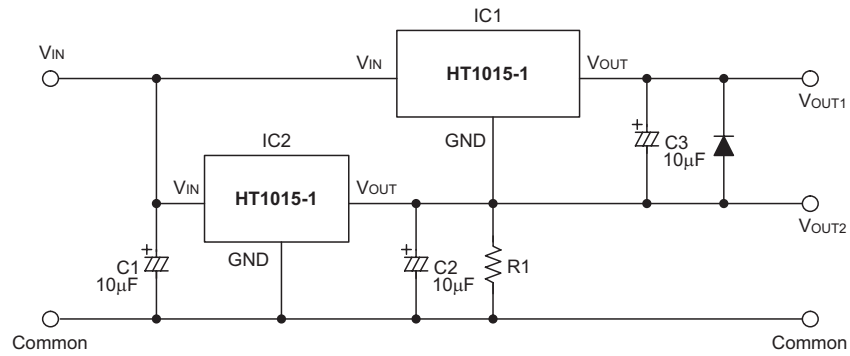 IC1
VIN
VIN
HT1015-1
VOUT
VOUT1
GND
C3
10µF
IC2
VIN
HT1015-1
VOUT
VOUT2
GND
C1
10µF
C2
10µF
R1
Common
Common
+
+
+